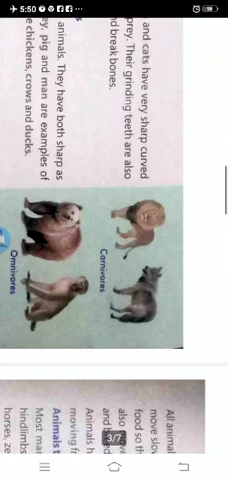 5:50
and cats have very sharp curved
prey. Their grinding teeth are also
nd break bones.
s
animals. They have both sharp as
ey, pig and man are examples of
e chickens, crows and ducks.
Carnivores
Omnivores
3/7
All animal
move slov
food so th
also
and
Animals h
moving fr
Animals t
Most mar
hindlimbs
horses, ze